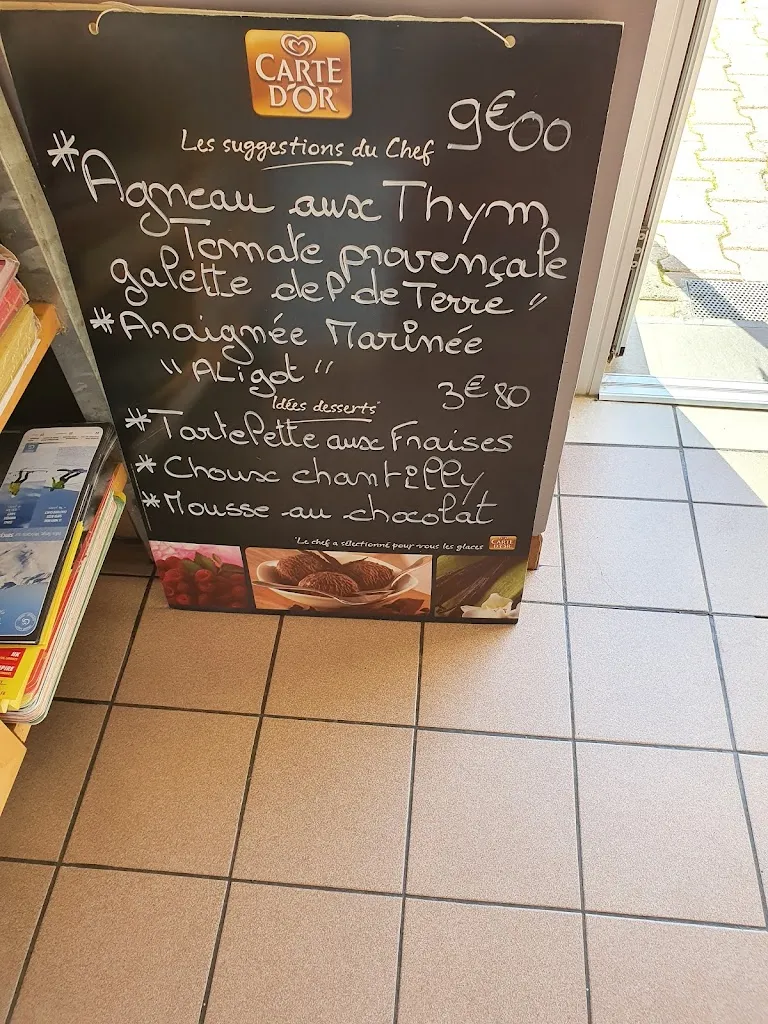 CARTE
D'OR
9€00
Les suggestions du Chef
*Agneau aux Thym
Tomate provençale
galette de P. de Terre "
*Araignée Marinée
"ALigot"
3€80
Idées desserts
*Tartelette aux Fraises
*Choux chantilly
*Mousse au chocolat
*Le chef a sélectionné pour vous les glaces CARTE D'OR